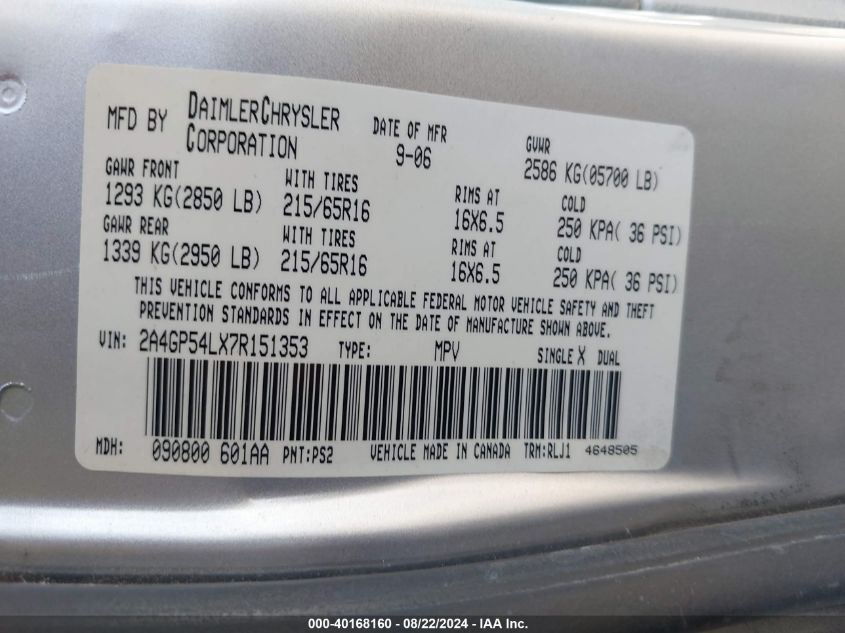 MFD BY DAIMLERCHRYSLER CORPORATION DATE OF MFR 9-06 GVWR 2586 KG(05700 LB)
GAWR FRONT WITH TIRES RIMS AT COLD
1293 KG(2850 LB) 215/65R16 16X6.5 250 KPA( 36 PSI)
GAWR REAR WITH TIRES RIMS AT COLD
1339 KG(2950 LB) 215/65R16 16X6.5 250 KPA( 36 PSI)
THIS VEHICLE CONFORMS TO ALL APPLICABLE FEDERAL MOTOR VEHICLE SAFETY AND THEFT
PREVENTION STANDARDS IN EFFECT ON THE DATE OF MANUFACTURE SHOWN ABOVE.
VIN: 2A4GP54LX7R151353 TYPE: MPV SINGLE X DUAL
MDH: 090800 601AA PNT:PS2 VEHICLE MADE IN CANADA TRM:RLJ1 4648505
000-40168160 - 08/22/2024 - IAA Inc.